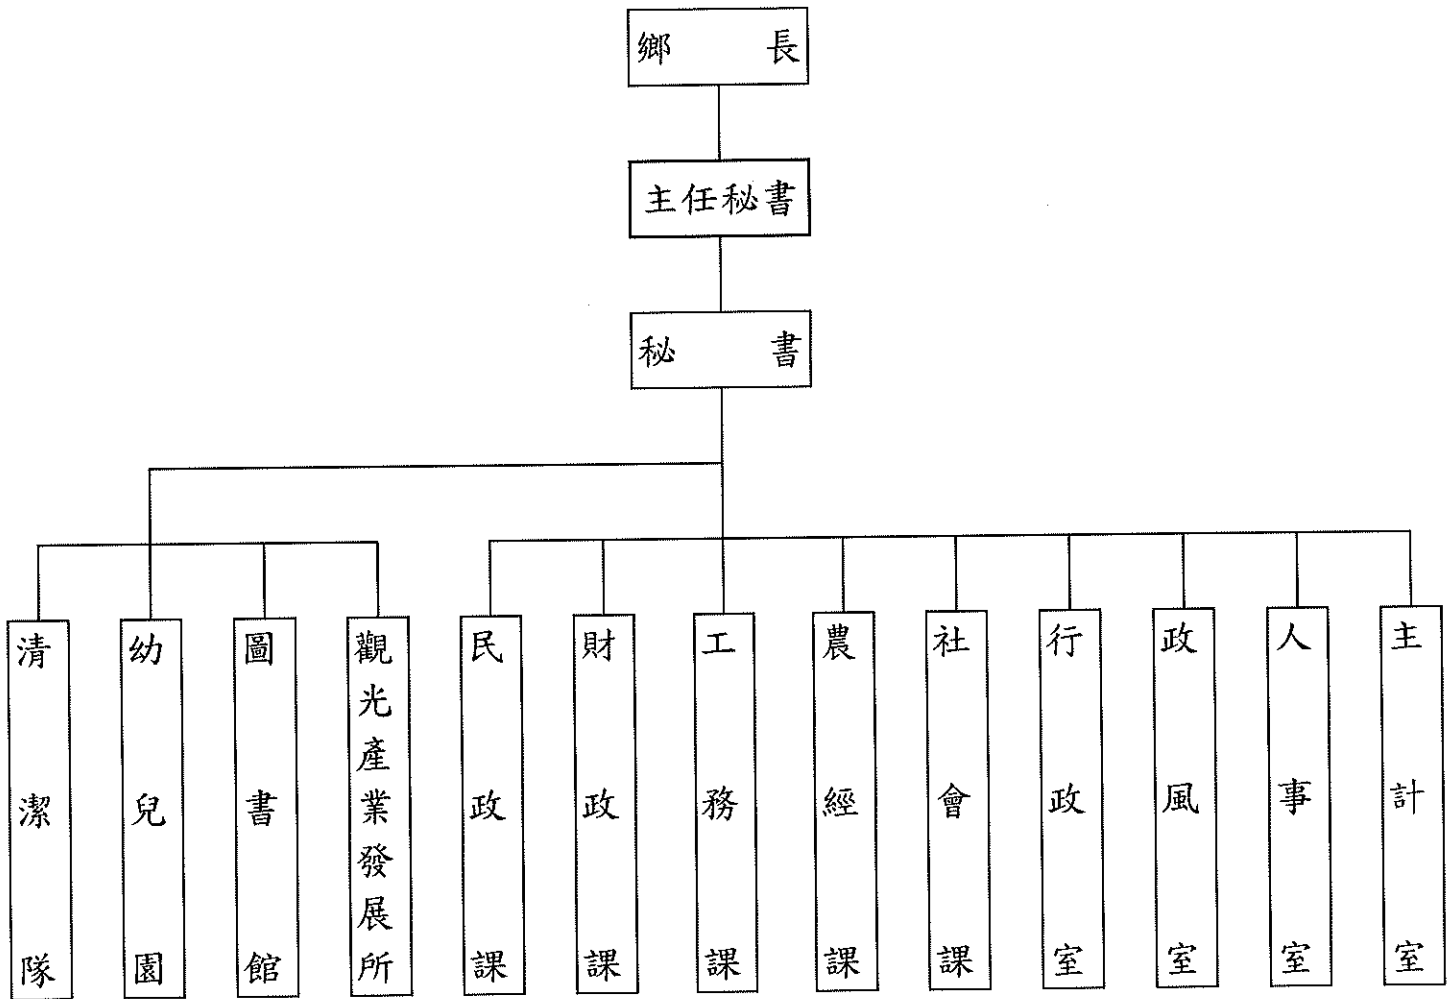 鄉長
主任秘書
秘書
清潔隊
幼兒園
圖書館
觀光產業發展所
民政課
財政課
工務課
農經課
社會課
行政室
政風室
人事室
主計室